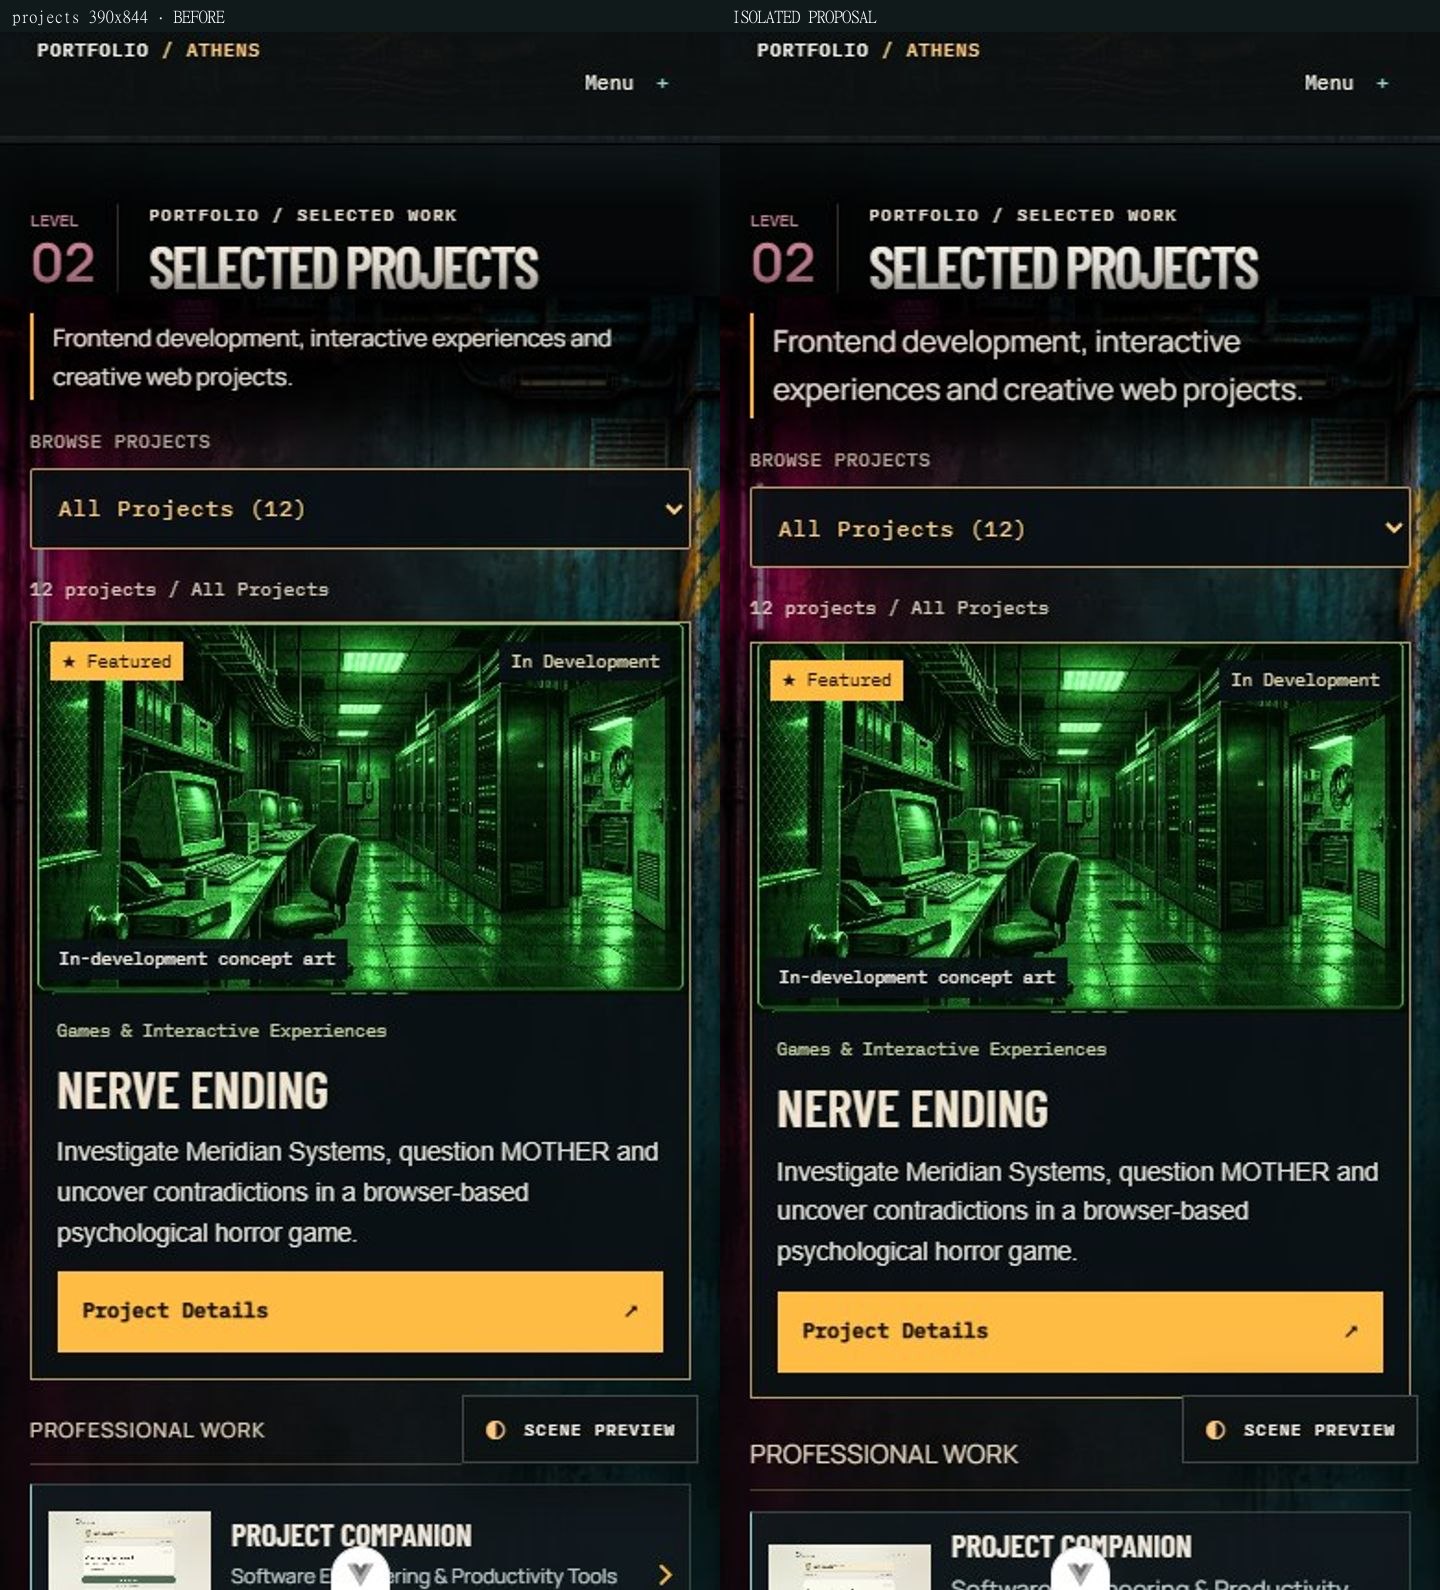 projects 390x844 · BEFORE
PORTFOLIO / ATHENS
Menu +
LEVEL
02
PORTFOLIO / SELECTED WORK
SELECTED PROJECTS
Frontend development, interactive experiences and
creative web projects.
BROWSE PROJECTS
All Projects (12)
12 projects / All Projects
★ Featured
In Development
In-development concept art
Games & Interactive Experiences
NERVE ENDING
Investigate Meridian Systems, question MOTHER and
uncover contradictions in a browser-based
psychological horror game.
Project Details ↗
PROFESSIONAL WORK
SCENE PREVIEW
PROJECT COMPANION
& Productivity Tools
ISOLATED PROPOSAL
PORTFOLIO / ATHENS
Menu +
LEVEL
02
PORTFOLIO / SELECTED WORK
SELECTED PROJECTS
Frontend development, interactive
experiences and creative web projects.
BROWSE PROJECTS
All Projects (12)
12 projects / All Projects
★ Featured
In Development
In-development concept art
Games & Interactive Experiences
NERVE ENDING
Investigate Meridian Systems, question MOTHER and
uncover contradictions in a browser-based
psychological horror game.
Project Details ↗
PROFESSIONAL WORK
SCENE PREVIEW
PROJECT COMPANION
& Productivity